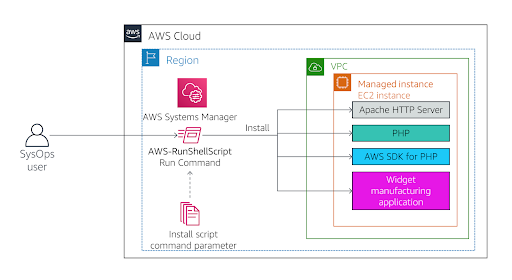 aws
AWS Cloud
Region
VPC
Managed instance
EC2 instance
AWS Systems Manager
AWS-RunShellScript
Run Command
Install
Apache HTTP Server
PHP
AWS SDK for PHP
Widget
manufacturing
application
SysOps
user
Install script
command parameter